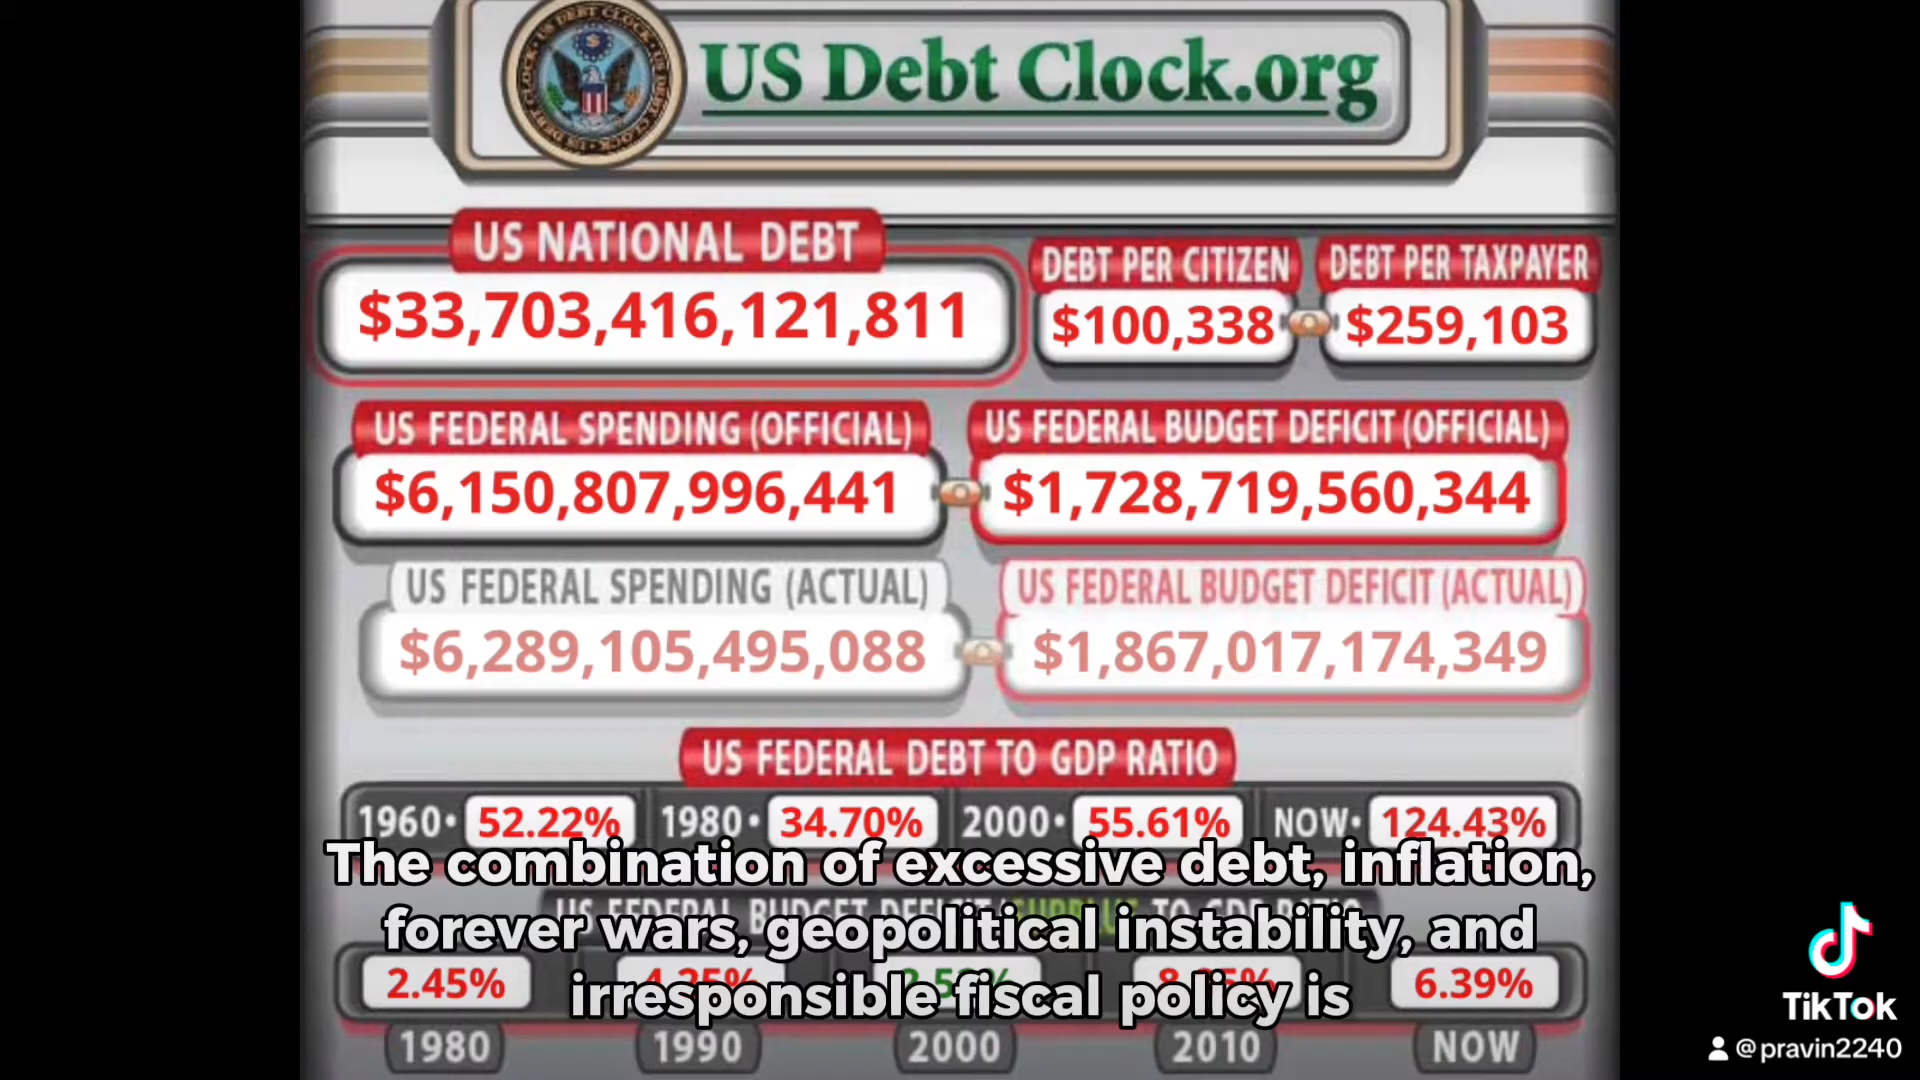 US Debt Clock.org
US NATIONAL DEBT
$33,703,416,121,811
DEBT PER CITIZEN
$100,338
DEBT PER TAXPAYER
$259,103
US FEDERAL SPENDING (OFFICIAL)
$6,150,807,996,441
US FEDERAL BUDGET DEFICIT (OFFICIAL)
$1,728,719,560,344
US FEDERAL SPENDING (ACTUAL)
$6,289,105,495,088
US FEDERAL BUDGET DEFICIT (ACTUAL)
$1,867,017,174,349
US FEDERAL DEBT TO GDP RATIO
1960• 52.22% 1980• 34.70% 2000• 55.61% NOW• 124.43%
The combination of excessive debt, inflation,
forever wars, geopolitical instability, and
irresponsible fiscal policy is
2.45% 6.39%
1980 1990 2000 2010 NOW
TikTok
@pravin2240